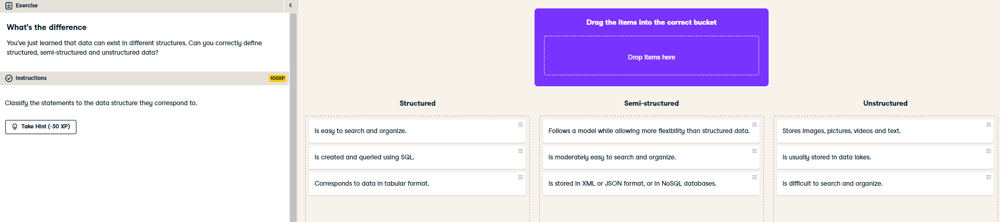 Exercise
What's the difference
You've just learned that data can exist in different structures. Can you correctly define
structured, semi-structured and unstructured data?
Instructions
100XP
Classify the statements to the data structure they correspond to.
Take Hint (-30 XP)
Drag the items into the correct bucket
Drop items here
Structured
Is easy to search and organize.
Is created and queried using SQL.
Corresponds to data in tabular format.
Semi-structured
Follows a model while allowing more flexibility than structured data.
Is moderately easy to search and organize.
Is stored in XML or JSON format, or in NoSQL databases.
Unstructured
Stores images, pictures, videos and text.
Is usually stored in data lakes.
Is difficult to search and organize.